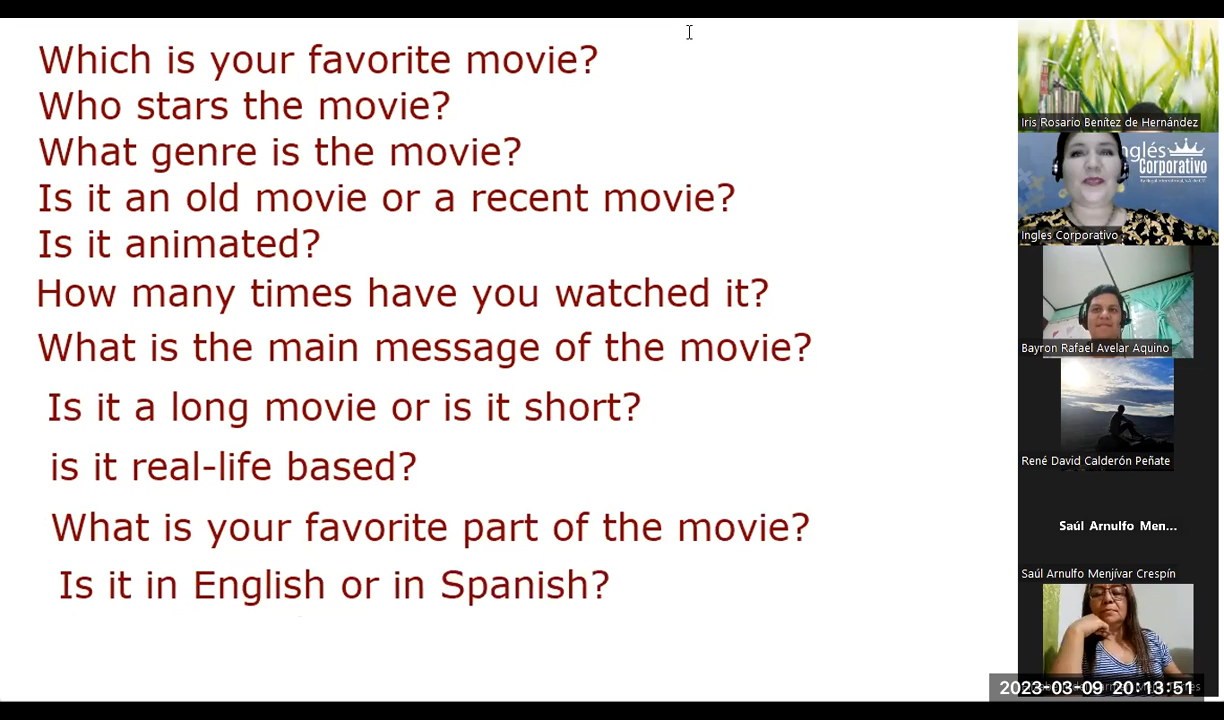 Which is your favorite movie?
Who stars the movie?
What genre is the movie?
Is it an old movie or a recent movie?
Is it animated?
How many times have you watched it?
What is the main message of the movie?
Is it a long movie or is it short?
is it real-life based?
What is your favorite part of the movie?
Is it in English or in Spanish?
Iris Rosario Benítez de Hernández
nglés
Corporativo
Ingles Corporativo
Bayron Rafael Avelar Aquino
René David Calderón Peñate
Saúl Arnulfo Men...
Saúl Arnulfo Menjívar Crespín
2023-03-09 20:13:51